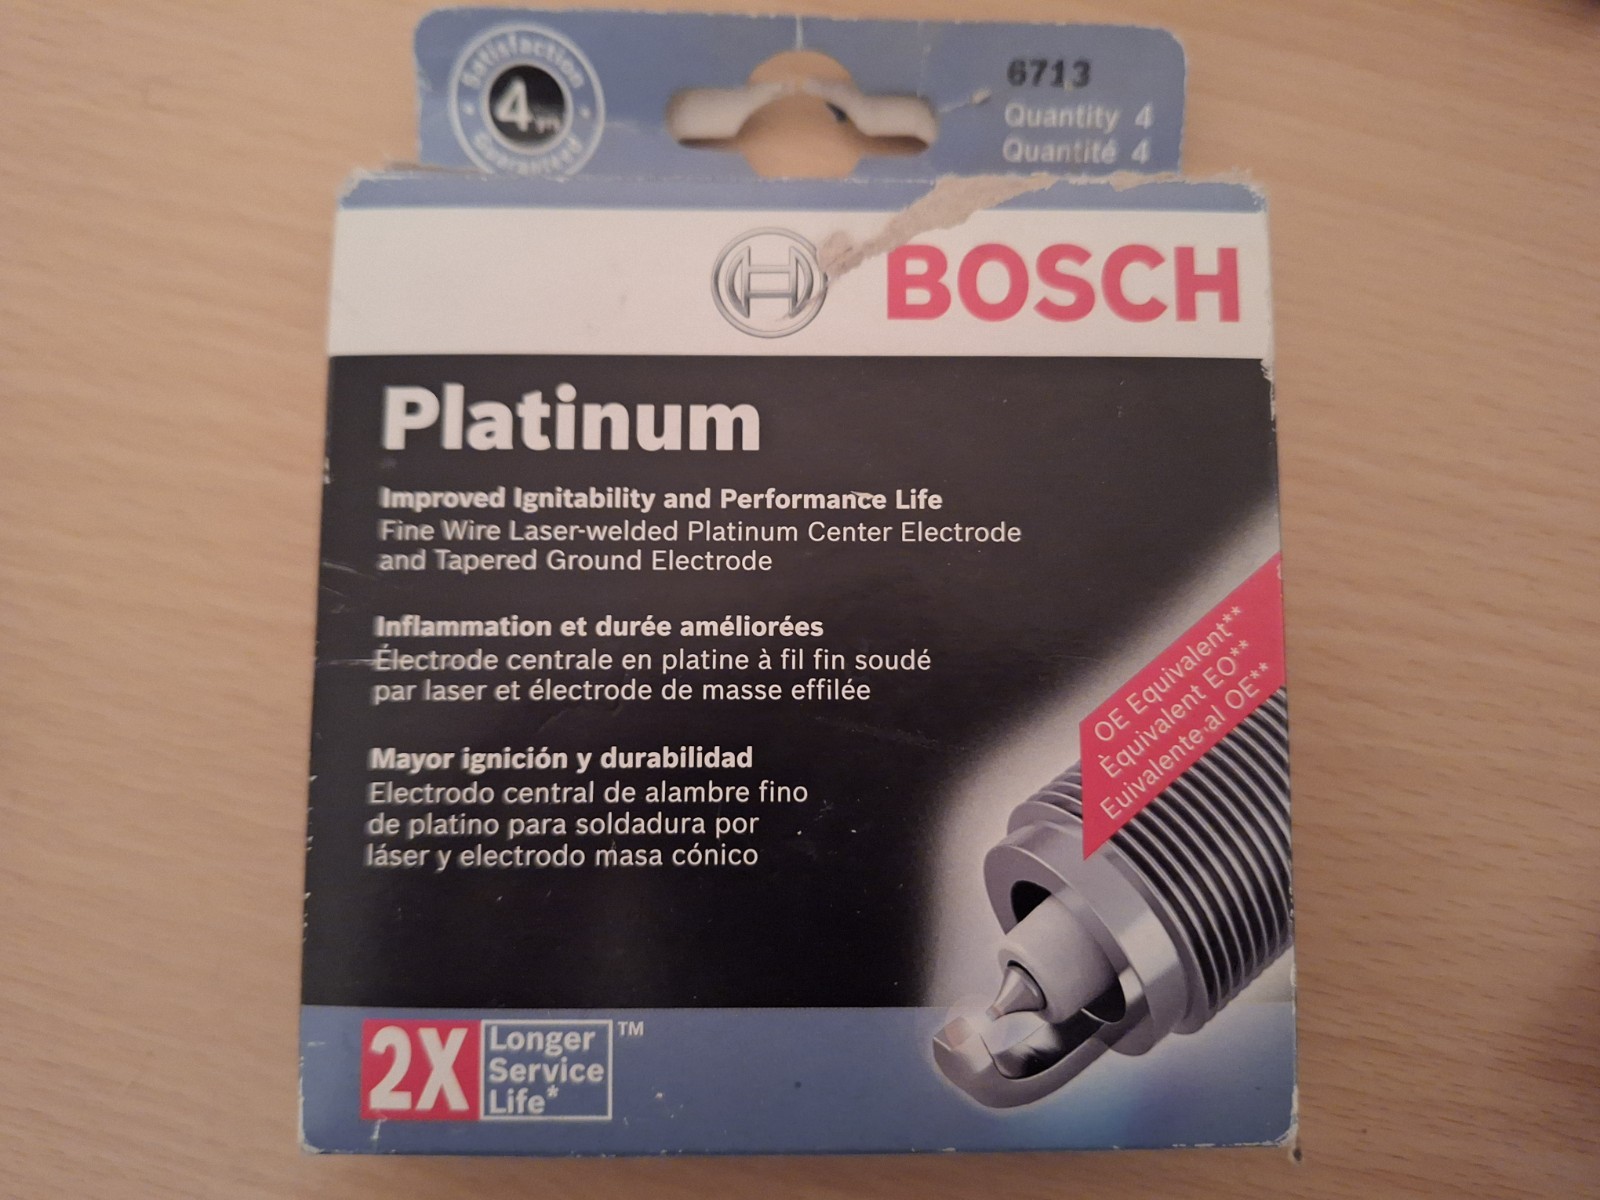 Satisfaction
4 yrs
Guaranteed
6713
Quantity 4
Quantité 4
BOSCH
Platinum
Improved Ignitability and Performance Life
Fine Wire Laser-welded Platinum Center Electrode
and Tapered Ground Electrode
Inflammation et durée améliorées
Électrode centrale en platine à fil fin soudé
par laser et électrode de masse effilée
Mayor ignición y durabilidad
Electrodo central de alambre fino
de platino para soldadura por
láser y electrodo masa cónico
OE Equivalent**
Èquivalent EO**
Euivalente al OE**
2X Longer
Service
Life*
™